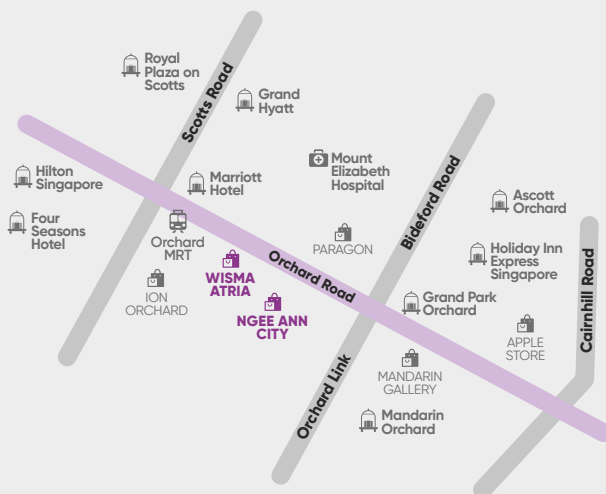 Royal
Plaza on
Scotts
Scotts Road
Grand
Hyatt
Hilton
Singapore
Marriott
Hotel
Mount
Elizabeth
Hospital
Bideford Road
Ascott
Orchard
Four
Seasons
Hotel
Orchard
MRT
PARAGON
Holiday Inn
Express
Singapore
Cairnhill Road
WISMA
ATRIA
Orchard Road
ION
ORCHARD
NGEE ANN
CITY
Grand Park
Orchard
APPLE
STORE
Orchard Link
MANDARIN
GALLERY
Mandarin
Orchard